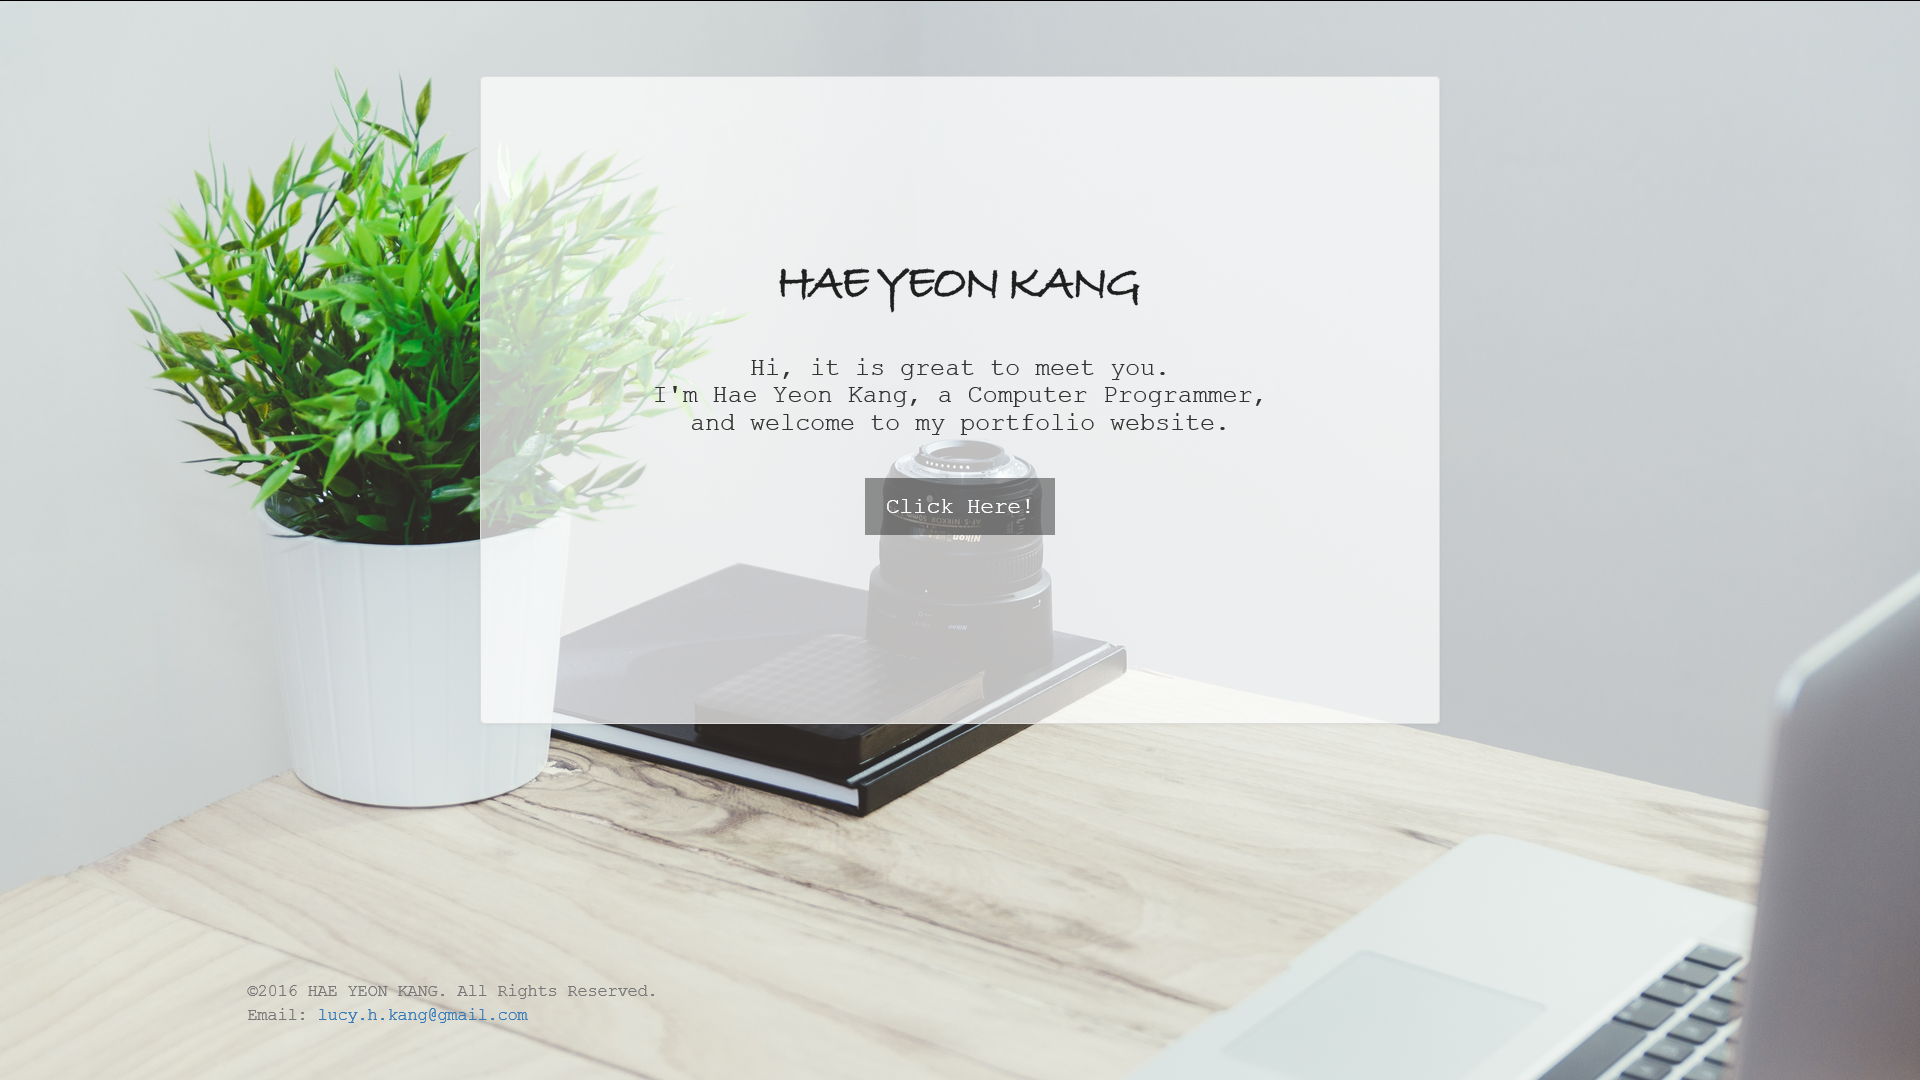 HAE YEON KANG
Hi, it is great to meet you.
I'm Hae Yeon Kang, a Computer Programmer,
and welcome to my portfolio website.
Click Here!
Nikon
©2016 HAE YEON KANG. All Rights Reserved.
Email: lucy.h.kang@gmail.com